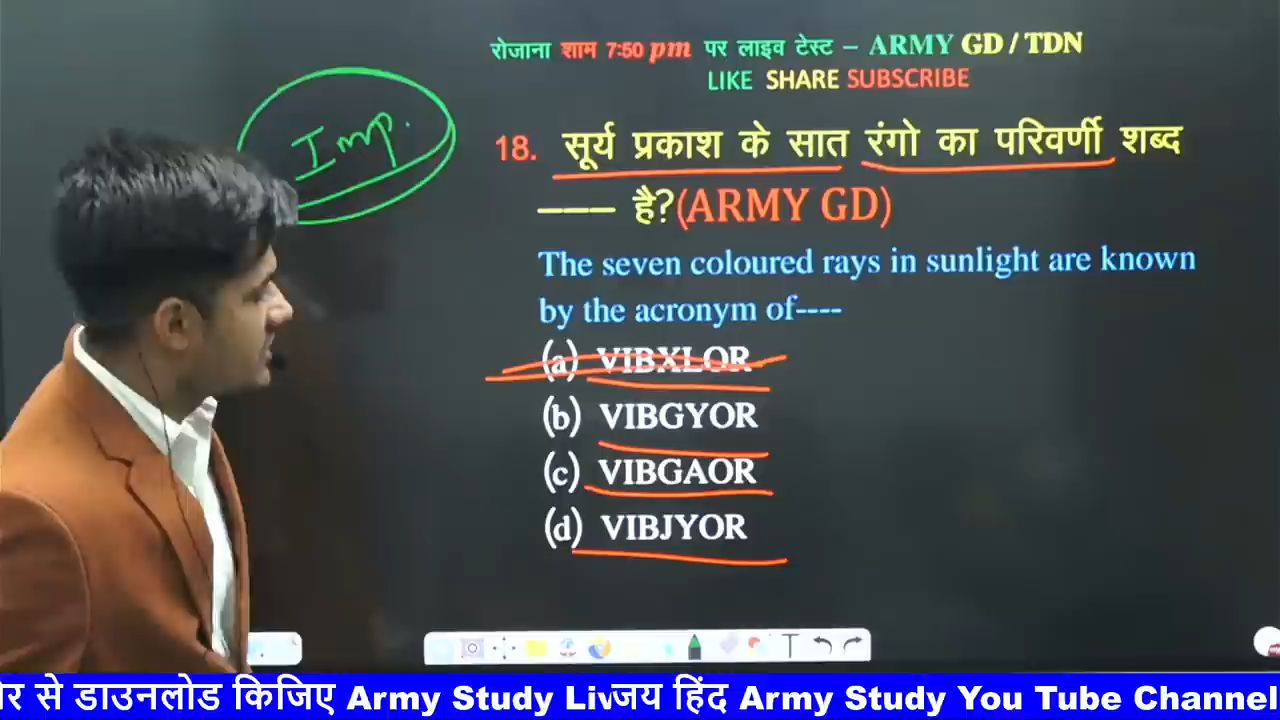 रोजाना शाम 7:50 pm पर लाइव टेस्ट – ARMY GD / TDN
LIKE SHARE SUBSCRIBE
Imp.
18. सूर्य प्रकाश के सात रंगो का परिवर्णी शब्द
––– है?(ARMY GD)
The seven coloured rays in sunlight are known
by the acronym of----
(a) VIBXLOR
(b) VIBGYOR
(c) VIBGAOR
(d) VIBJYOR
T
से डाउनलोड किजिए Army Study Liv जय हिंद Army Study You Tube Channel